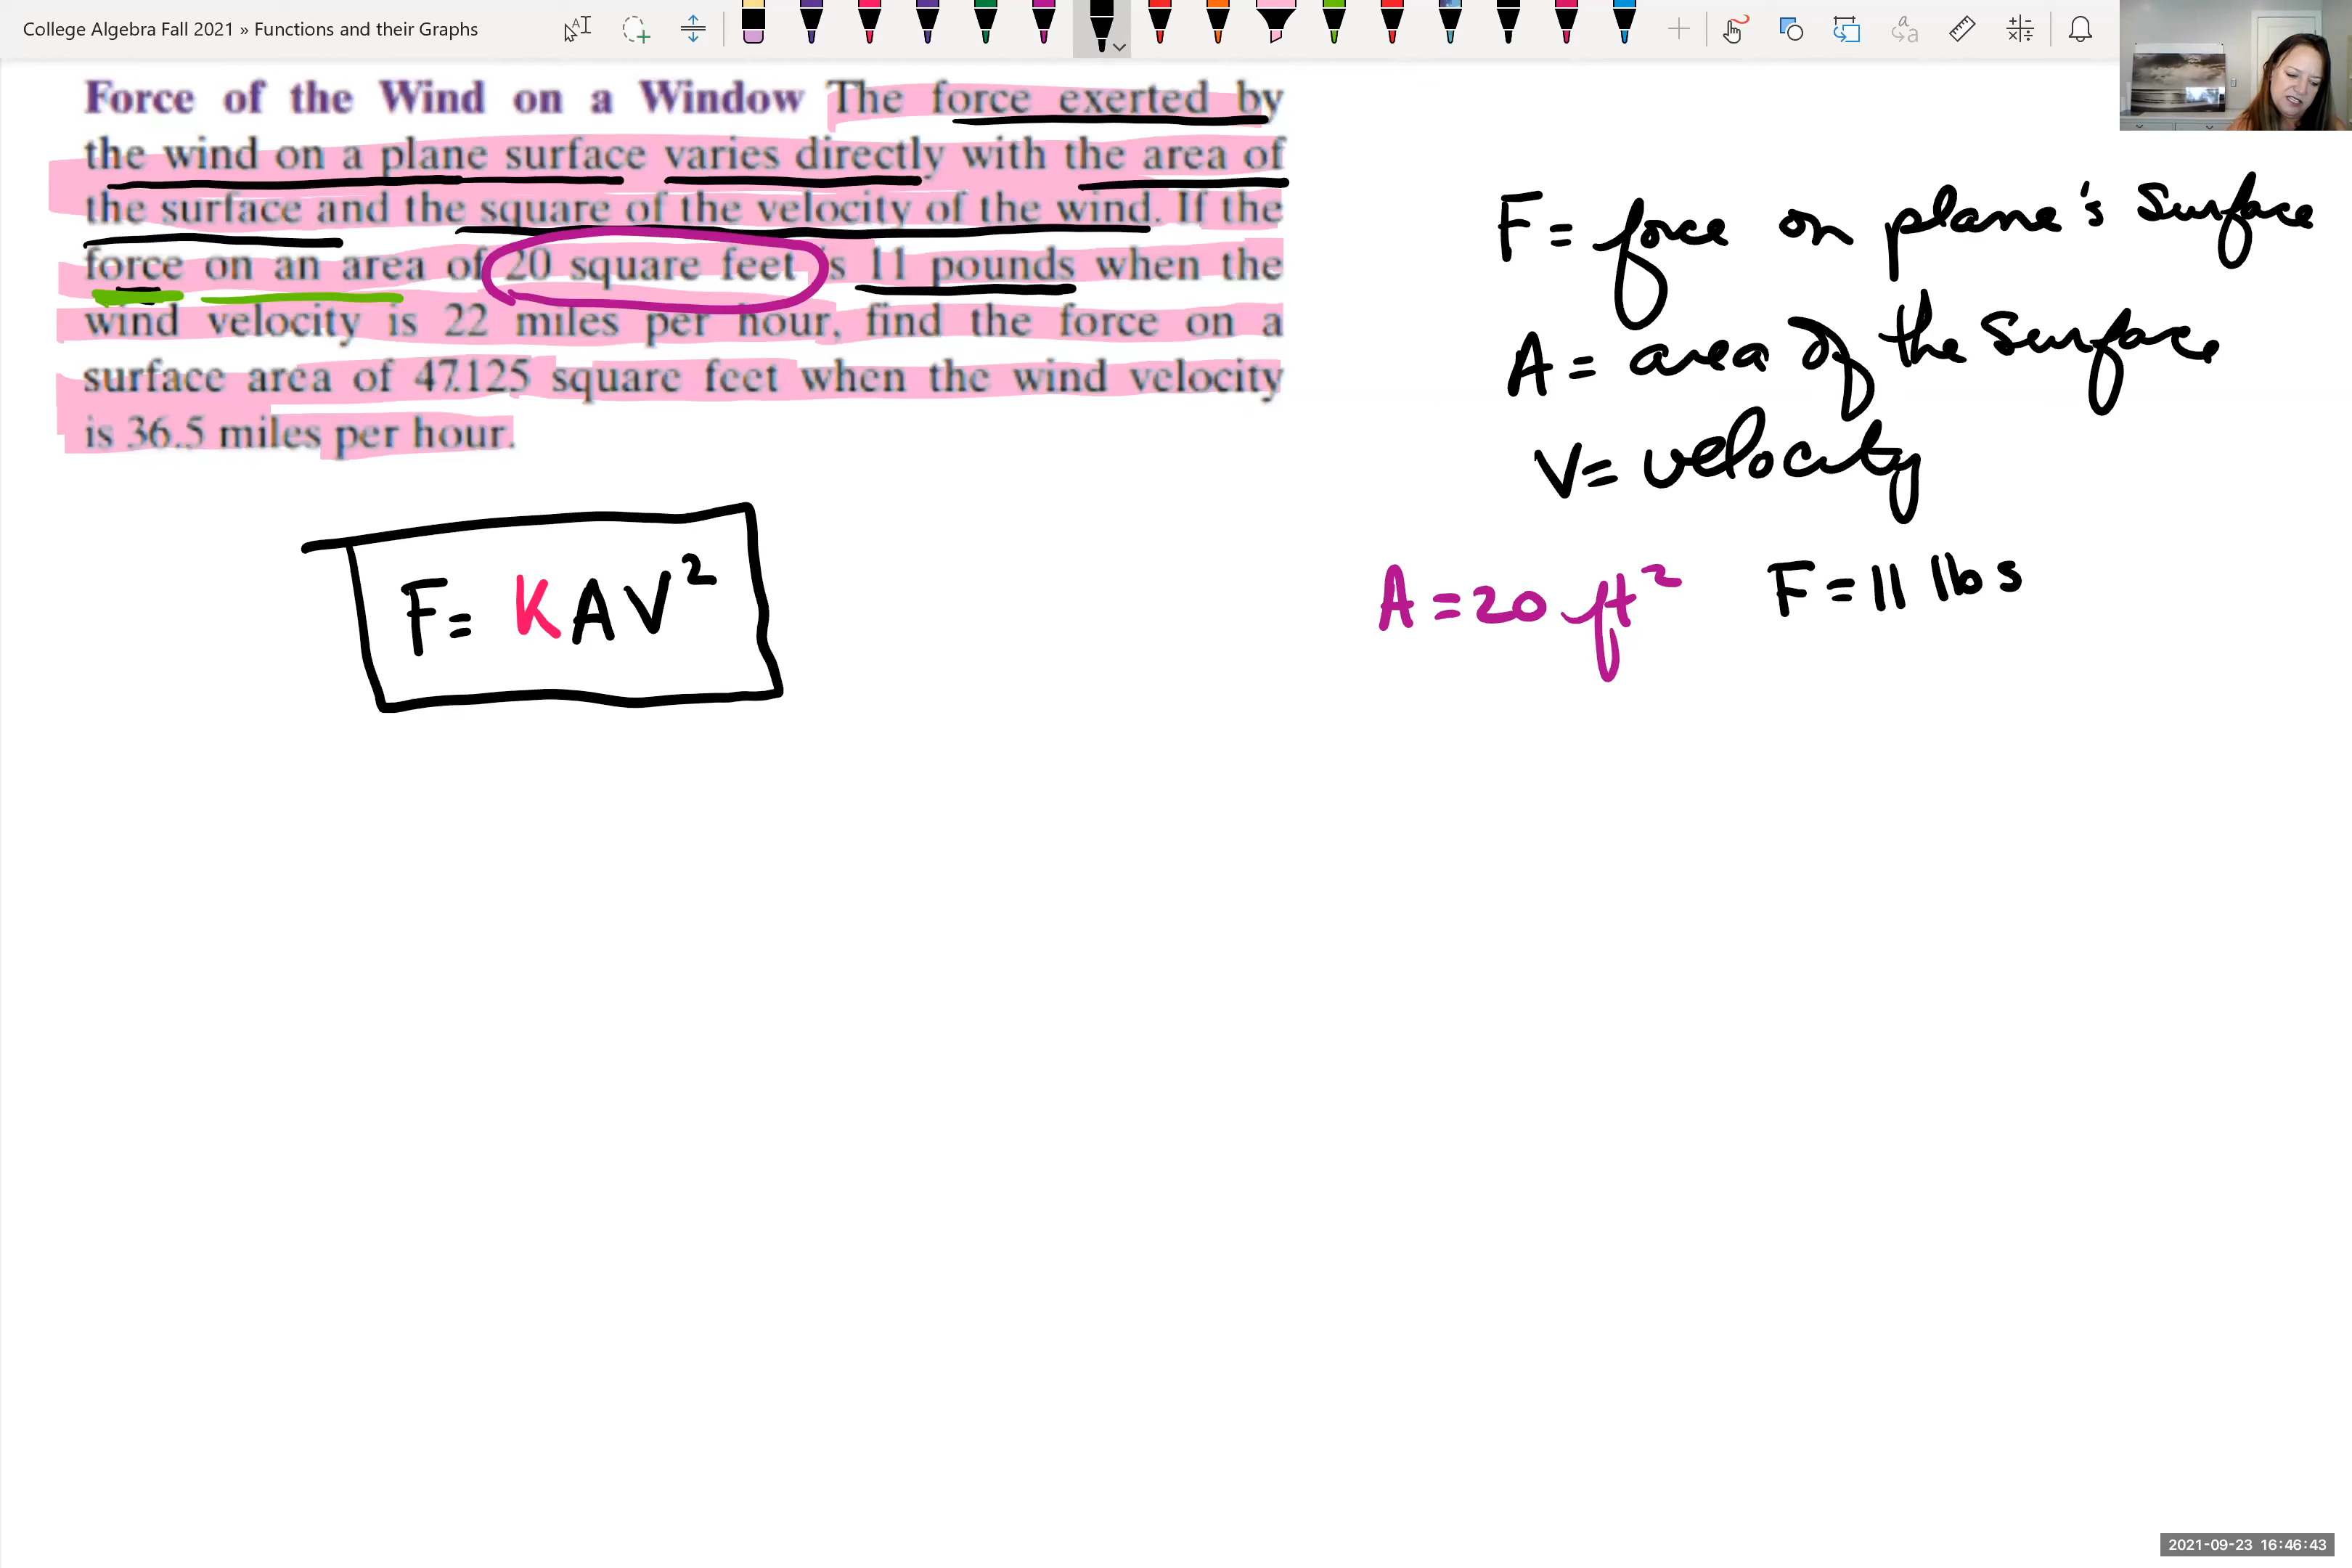 College Algebra Fall 2021 » Functions and their Graphs
Force of the Wind on a Window The force exerted by
the wind on a plane surface varies directly with the area of
the surface and the square of the velocity of the wind. If the
force on an area of 20 square feet is 11 pounds when the
wind velocity is 22 miles per hour, find the force on a
surface area of 47.125 square feet when the wind velocity
is 36.5 miles per hour.
F = force on plane's surface
A = area of the surface
V = velocity
F = KAV²
A = 20 ft²
F = 11 lbs
2021-09-23 16:46:43